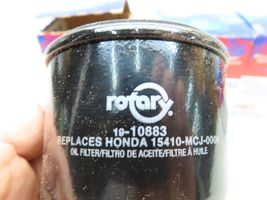 rotary
19-10883
REPLACES HONDA 15410-MCJ-000
OIL FILTER/FILTRO DE ACEITE/FILTRE À HUILE